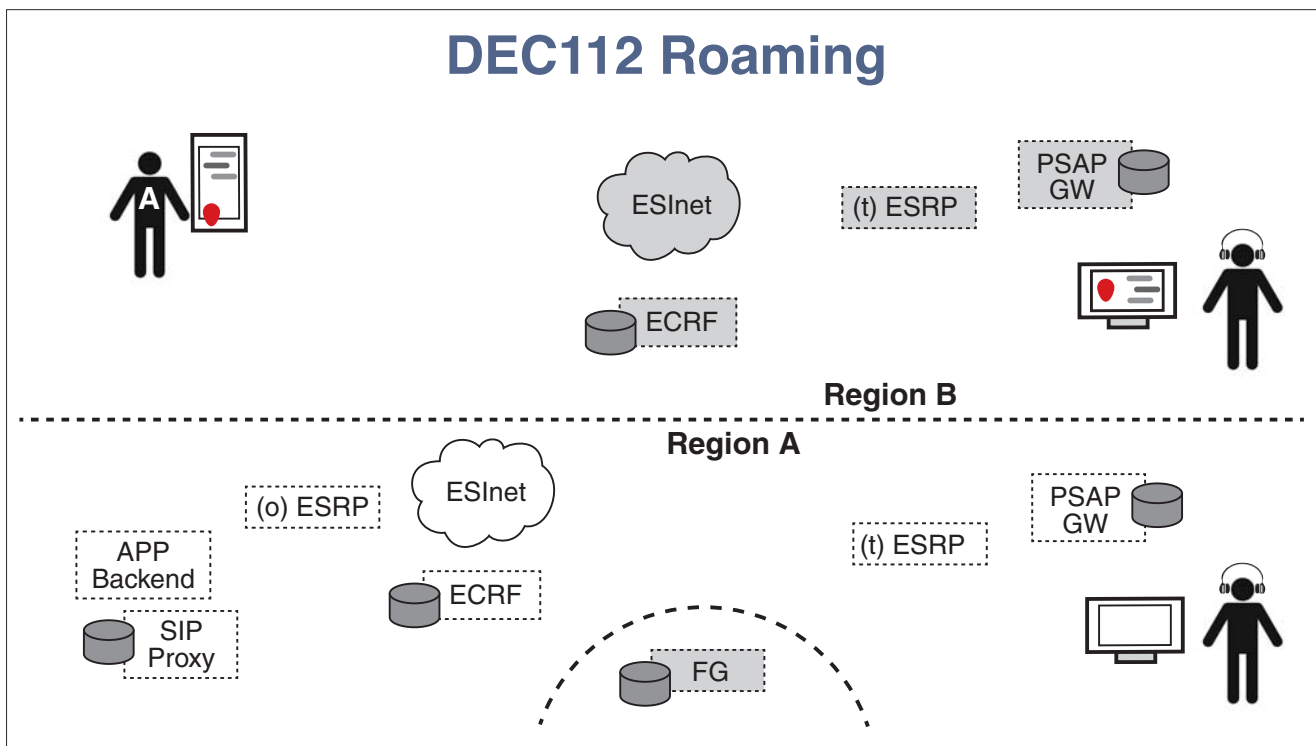 DEC112 Roaming
A
ESInet
(t) ESRP
PSAP
GW
ECRF
Region B
Region A
(o) ESRP
ESInet
APP
Backend
SIP
Proxy
ECRF
FG
(t) ESRP
PSAP
GW